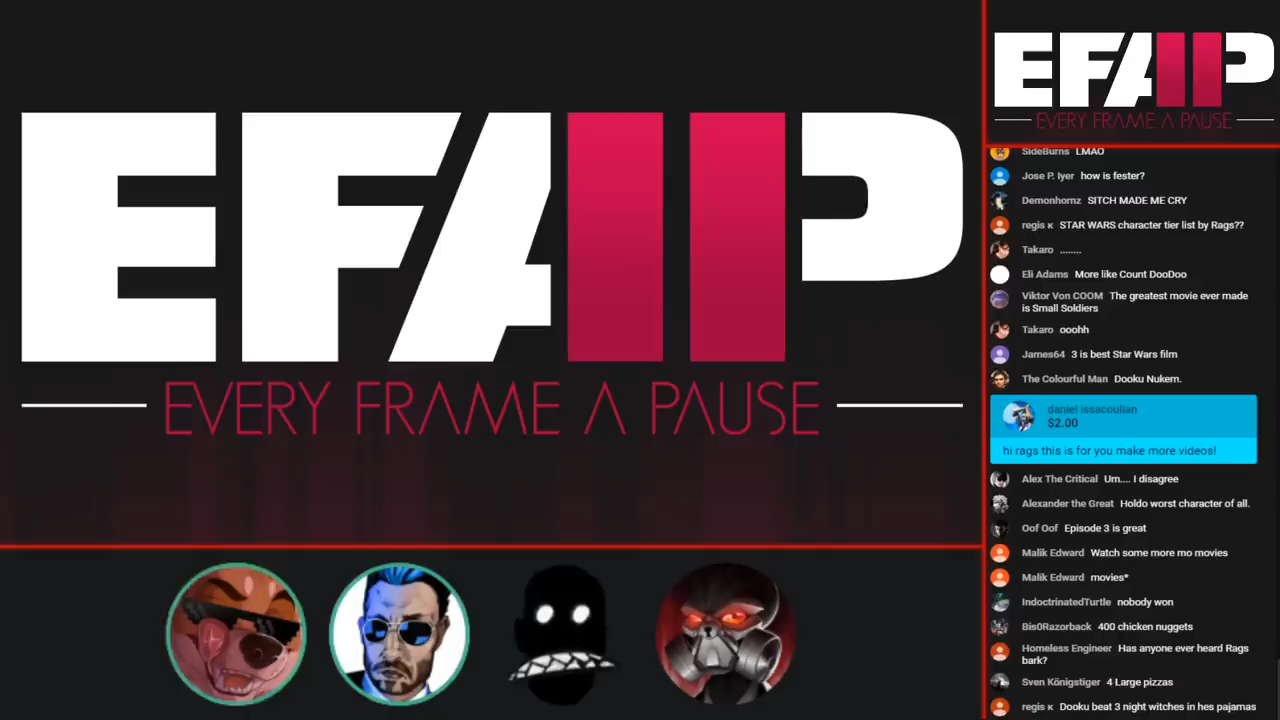 EFAP
EVERY FRAME A PAUSE
EFAP
EVERY FRAME A PAUSE
SideBurns LMAO
Jose P. Iyer how is fester?
Demonhornz SITCH MADE ME CRY
regis κ STAR WARS character tier list by Rags??
Takaro ........
Eli Adams More like Count DooDoo
Viktor Von COOM The greatest movie ever made
is Small Soldiers
Takaro ooohh
James64 3 is best Star Wars film
The Colourful Man Dooku Nukem.
daniel issacoulian
$2.00
hi rags this is for you make more videos!
Alex The Critical Um.... I disagree
Alexander the Great Holdo worst character of all.
Oof Oof Episode 3 is great
Malik Edward Watch some more mo movies
Malik Edward movies*
IndoctrinatedTurtle nobody won
Bis0Razorback 400 chicken nuggets
Homeless Engineer Has anyone ever heard Rags
bark?
Sven Königstiger 4 Large pizzas
regis κ Dooku beat 3 night witches in hes pajamas